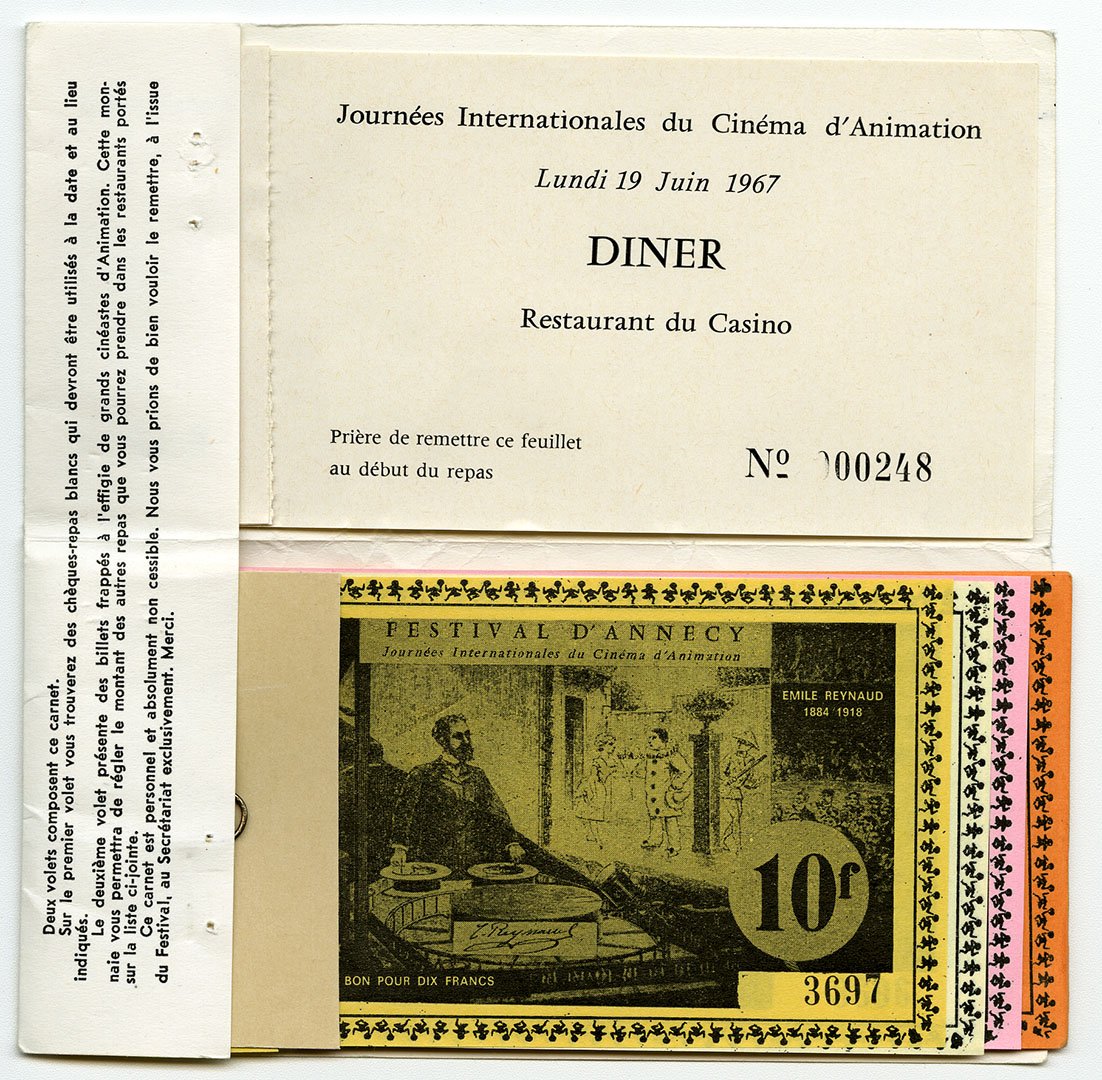 Deux volets composent ce carnet.
Sur le premier volet vous trouverez des chèques-repas blancs qui devront être utilisés à la date et au lieu
indiqués.
Le deuxième volet présente des billets frappés à l'effigie de grands cinéastes d'Animation. Cette mon-
naie vous permettra de régler le montant des autres repas que vous pourrez prendre dans les restaurants portés
sur la liste ci-jointe.
Ce carnet est personnel et absolument non cessible. Nous vous prions de bien vouloir le remettre, à l'issue
du Festival, au Secrétariat exclusivement. Merci.
Journées Internationales du Cinéma d'Animation
Lundi 19 Juin 1967
DINER
Restaurant du Casino
Prière de remettre ce feuillet
au début du repas
Nº 000248
FESTIVAL D'ANNECY
Journées Internationales du Cinéma d'Animation
EMILE REYNAUD
1884 1918
10f
E. Reynaud
BON POUR DIX FRANCS
3697